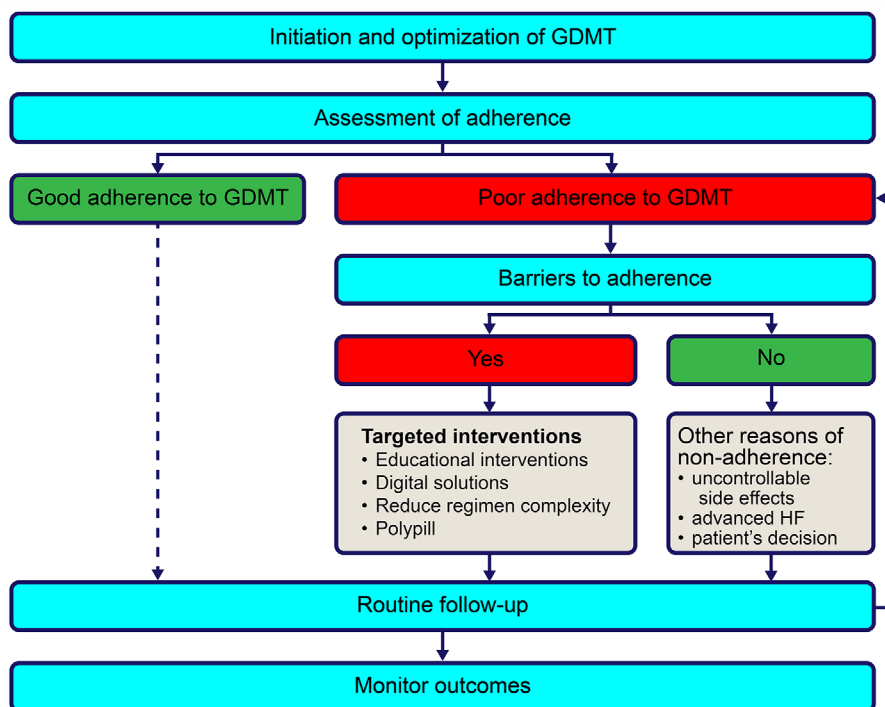 Initiation and optimization of GDMT
Assessment of adherence
Good adherence to GDMT
Poor adherence to GDMT
Barriers to adherence
Yes
No
Targeted interventions
• Educational interventions
• Digital solutions
• Reduce regimen complexity
• Polypill
Other reasons of
non-adherence:
• uncontrollable
side effects
• advanced HF
• patient's decision
Routine follow-up
Monitor outcomes